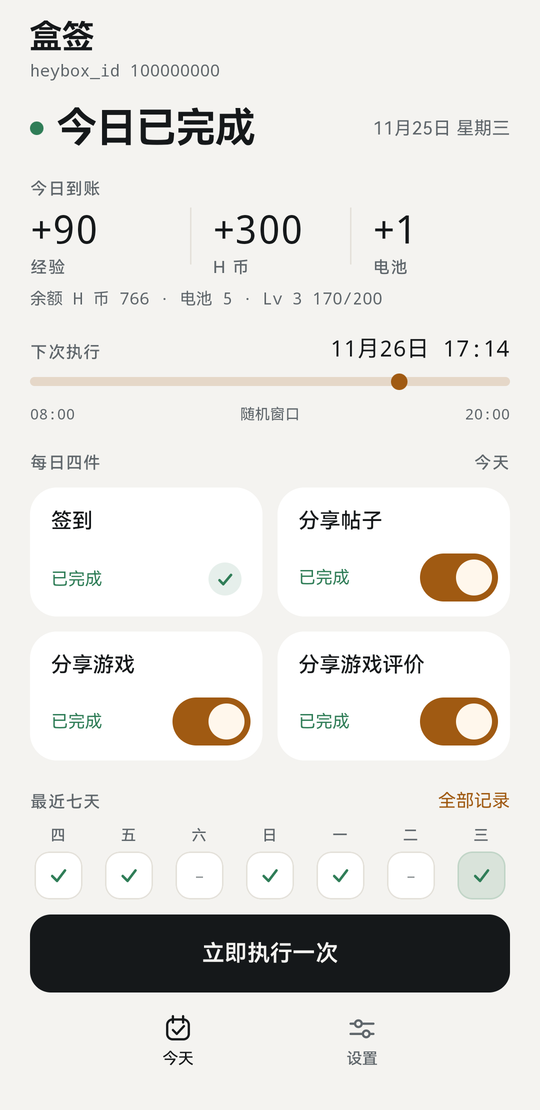 盒签
heybox_id 100000000
今日已完成 11月25日 星期三
今日到账
+90 +300 +1
经验 H 币 电池
余额 H 币 766 · 电池 5 · Lv 3 170/200
下次执行 11月26日 17:14
08:00 随机窗口 20:00
每日四件 今天
签到 分享帖子
已完成 已完成
分享游戏 分享游戏评价
已完成 已完成
最近七天 全部记录
四 五 六 日 一 二 三
– –
立即执行一次
今天 设置